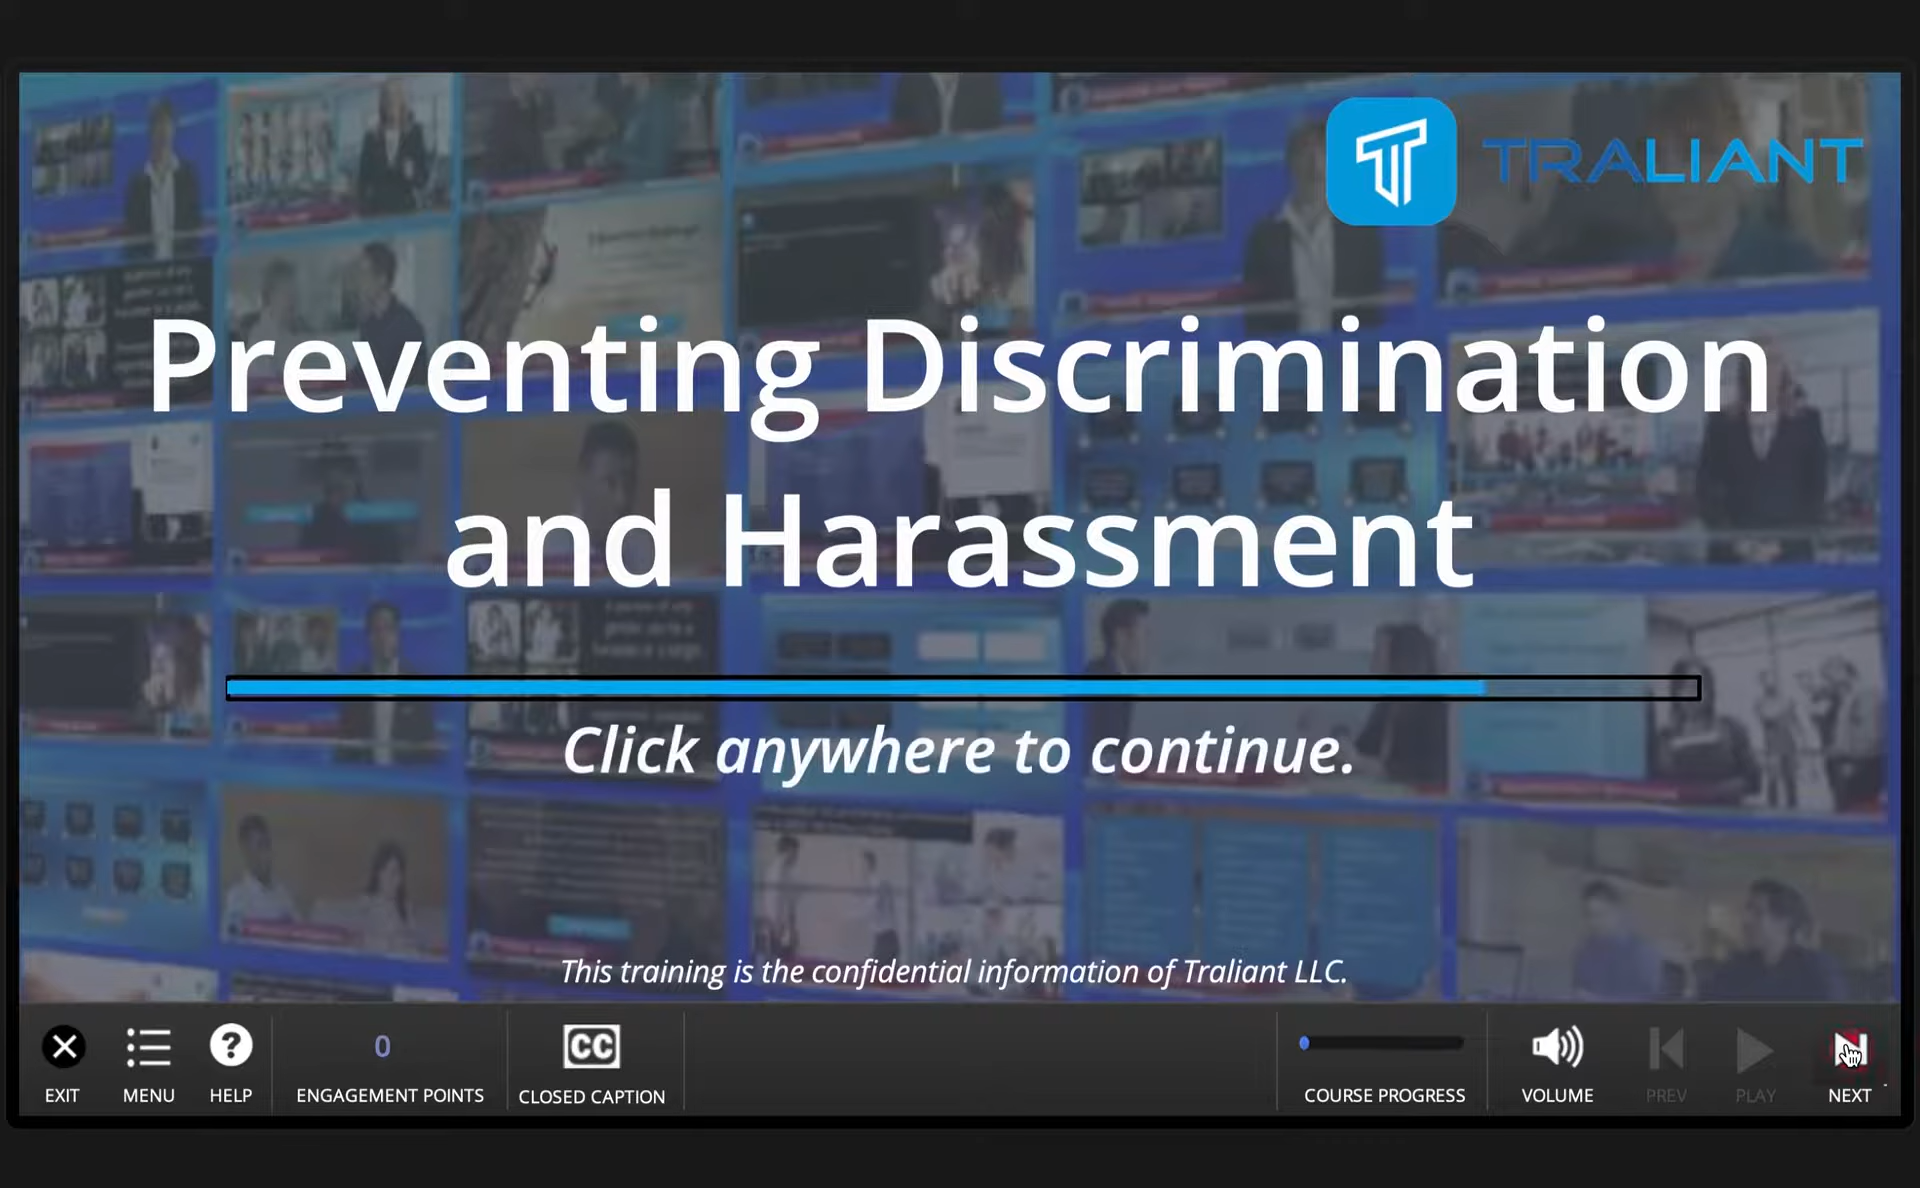 TRALIANT
Preventing Discrimination
and Harassment
Click anywhere to continue.
This training is the confidential information of Traliant LLC.
0
CC
EXIT
MENU
HELP
ENGAGEMENT POINTS
CLOSED CAPTION
COURSE PROGRESS
VOLUME
PREV
PLAY
NEXT